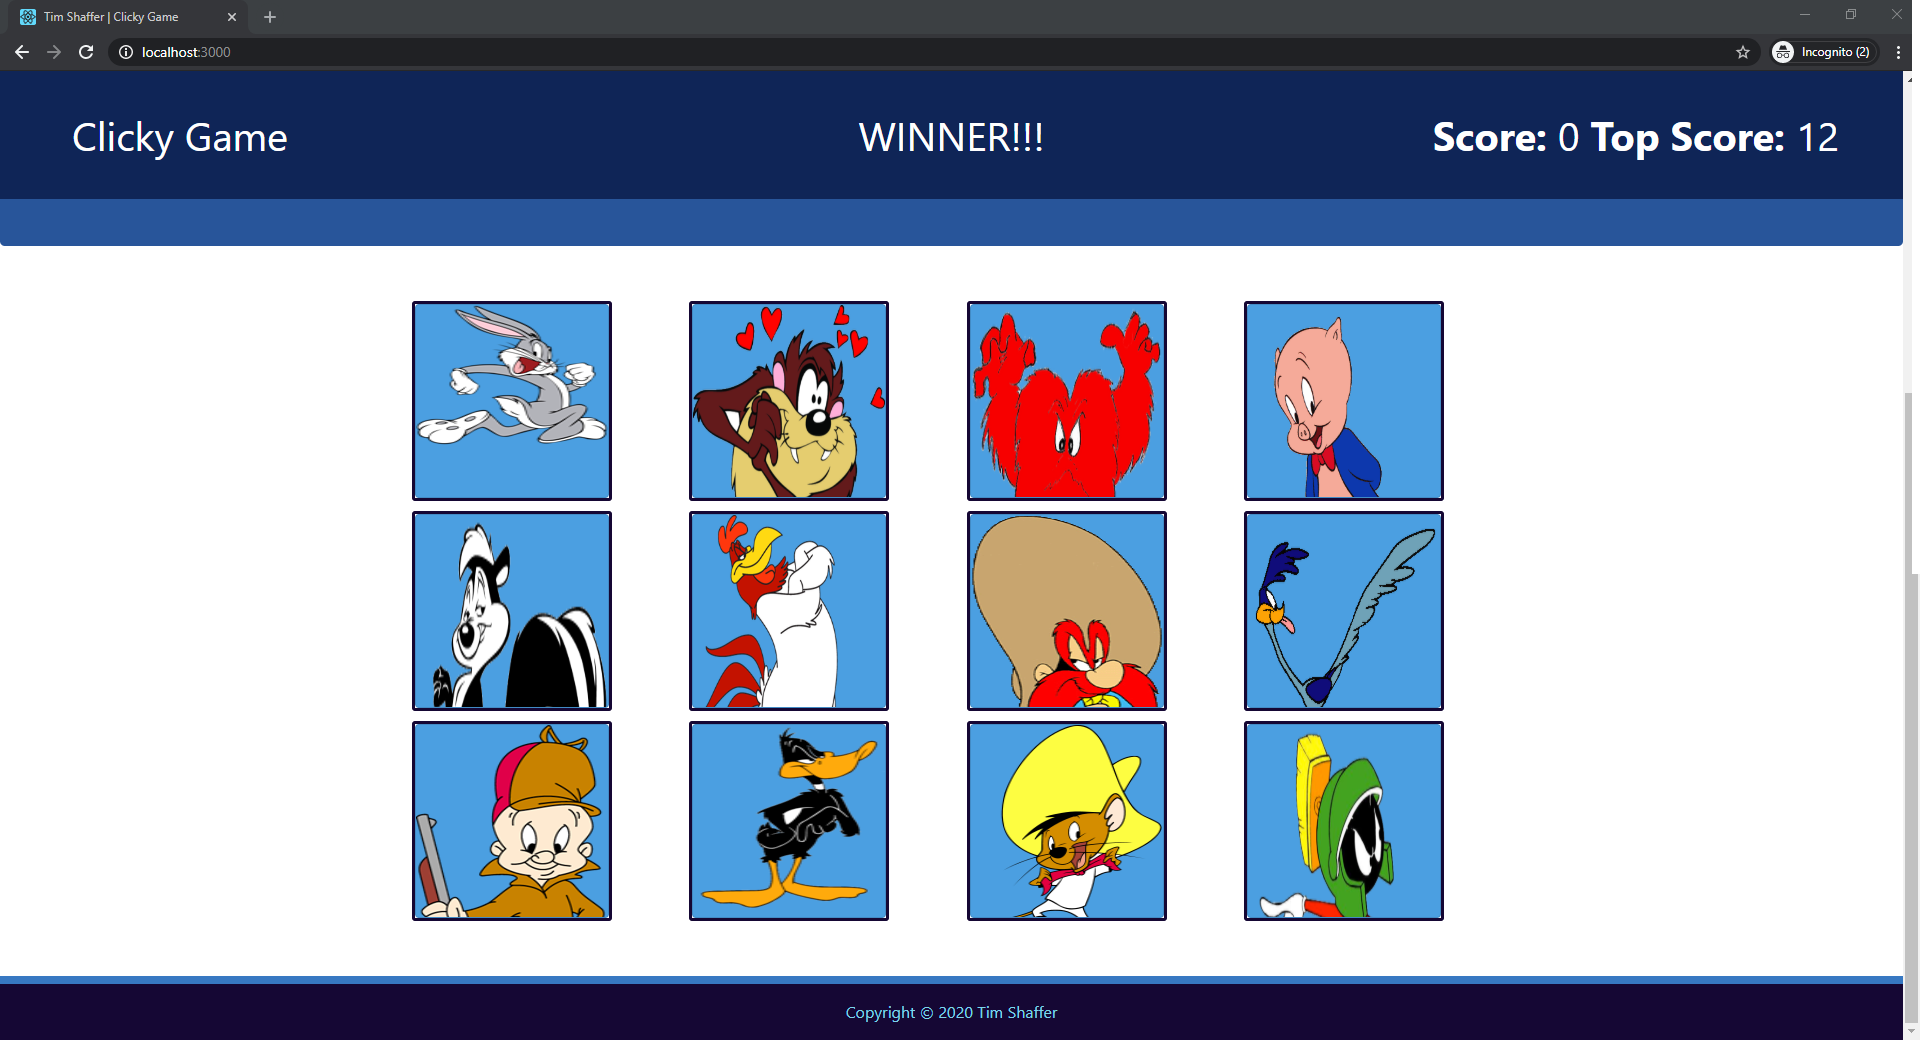 Tim Shaffer | Clicky Game
localhost:3000
Incognito (2)
Clicky Game
WINNER!!!
Score: 0 Top Score: 12
Copyright © 2020 Tim Shaffer